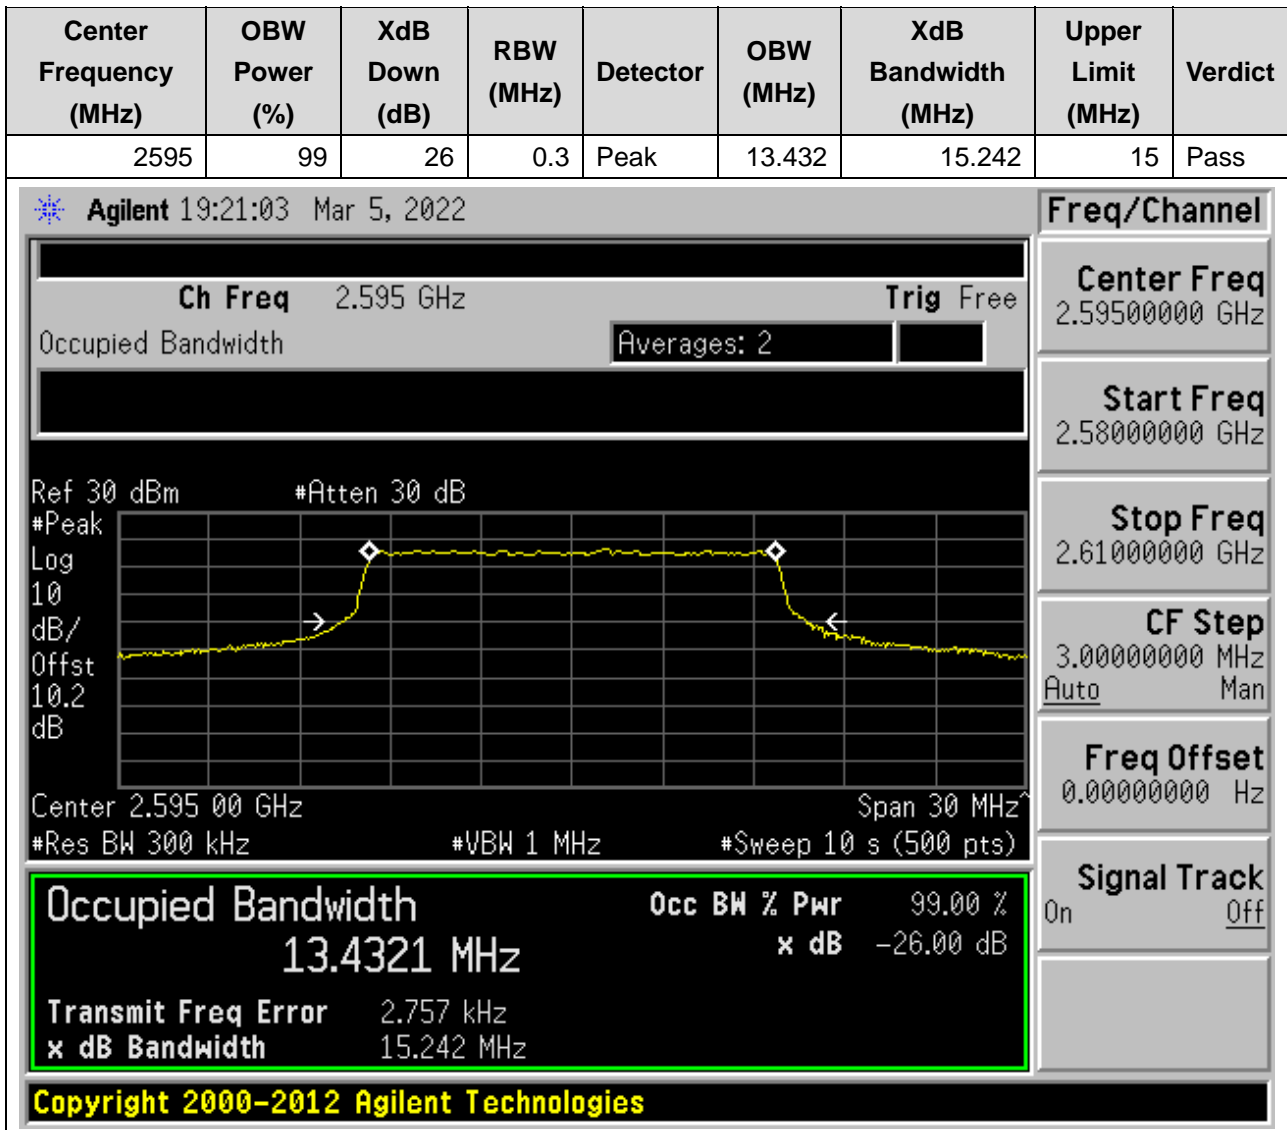 Center Frequency (MHz) OBW Power (%) XdB Down (dB) RBW (MHz) Detector OBW (MHz) XdB Bandwidth (MHz) Upper Limit (MHz) Verdict
2595 99 26 0.3 Peak 13.432 15.242 15 Pass
Agilent 19:21:03 Mar 5, 2022
Freq/Channel
Ch Freq 2.595 GHz Trig Free
Occupied Bandwidth Averages: 2
Ref 30 dBm #Atten 30 dB
#Peak
Log
10
dB/
Offst
10.2
dB
Center 2.595 00 GHz Span 30 MHz^
#Res BW 300 kHz #VBW 1 MHz #Sweep 10 s (500 pts)
Occupied Bandwidth Occ BW % Pwr 99.00 %
13.4321 MHz x dB -26.00 dB
Transmit Freq Error 2.757 kHz
x dB Bandwidth 15.242 MHz
Copyright 2000-2012 Agilent Technologies
Center Freq
2.59500000 GHz
Start Freq
2.58000000 GHz
Stop Freq
2.61000000 GHz
CF Step
3.00000000 MHz
Auto Man
Freq Offset
0.00000000 Hz
Signal Track
On Off